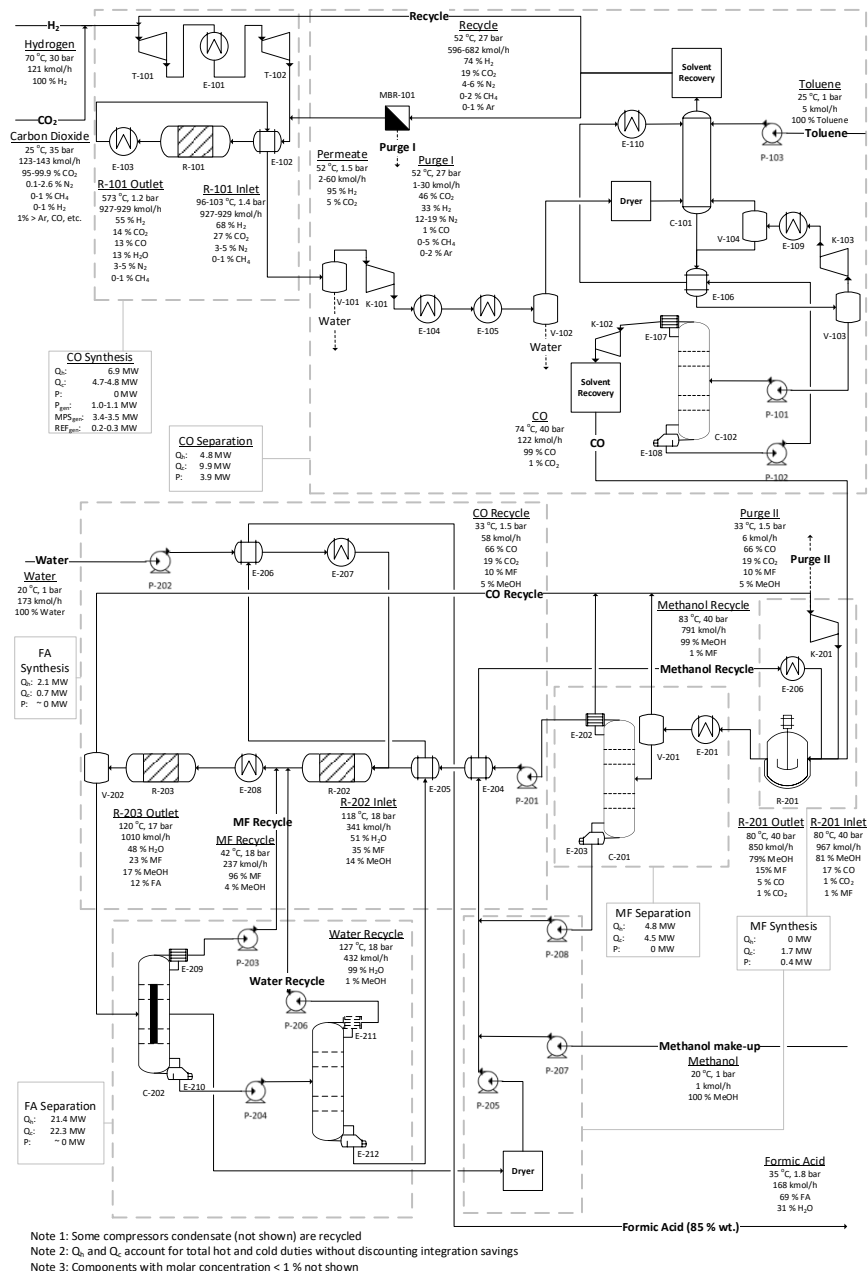 H₂
Hydrogen
70 °C, 30 bar
121 kmol/h
100 % H₂
CO₂
Carbon Dioxide
25 °C, 35 bar
123-143 kmol/h
95-99.9 % CO₂
0.1-2.6 % N₂
0-1 % CH₄
0-1 % H₂
1% > Ar, CO, etc.
T-101
E-101
T-102
E-103
R-101
E-102
R-101 Outlet
573 °C, 1.2 bar
927-929 kmol/h
55 % H₂
14 % CO₂
13 % CO
13 % H₂O
3-5 % N₂
0-1 % CH₄
R-101 Inlet
96-103 °C, 1.4 bar
927-929 kmol/h
68 % H₂
27 % CO₂
3-5 % N₂
0-1 % CH₄
Recycle
Recycle
52 °C, 27 bar
596-682 kmol/h
74 % H₂
19 % CO₂
4-6 % N₂
0-2 % CH₄
0-1 % Ar
MBR-101
Purge I
Permeate
52 °C, 1.5 bar
2-60 kmol/h
95 % H₂
5 % CO₂
Purge I
52 °C, 27 bar
1-30 kmol/h
46 % CO₂
33 % H₂
12-19 % N₂
1 % CO
0-5 % CH₄
0-2 % Ar
Solvent
Recovery
Toluene
25 °C, 1 bar
5 kmol/h
100 % Toluene
Toluene
P-103
E-110
Dryer
C-101
V-104
E-109
K-103
E-106
V-103
V-101
Water
K-101
E-104
E-105
V-102
Water
K-102
E-107
Solvent
Recovery
P-101
C-102
E-108
P-102
CO
74 °C, 40 bar
122 kmol/h
99 % CO
1 % CO₂
CO
CO Synthesis
Qₕ: 6.9 MW
Q꜀: 4.7-4.8 MW
P: 0 MW
P_gen: 1.0-1.1 MW
MPS_gen: 3.4-3.5 MW
REF_gen: 0.2-0.3 MW
CO Separation
Qₕ: 4.8 MW
Q꜀: 9.9 MW
P: 3.9 MW
Water
Water
20 °C, 1 bar
173 kmol/h
100 % Water
P-202
E-206
E-207
CO Recycle
33 °C, 1.5 bar
58 kmol/h
66 % CO
19 % CO₂
10 % MF
5 % MeOH
CO Recycle
Purge II
33 °C, 1.5 bar
6 kmol/h
66 % CO
19 % CO₂
10 % MF
5 % MeOH
Purge II
Methanol Recycle
83 °C, 40 bar
791 kmol/h
99 % MeOH
1 % MF
Methanol Recycle
K-201
E-206
FA
Synthesis
Qₕ: 2.1 MW
Q꜀: 0.7 MW
P: ~ 0 MW
V-202
R-203
E-208
R-202
E-205
E-204
P-201
E-202
V-201
E-201
R-201
E-203
C-201
R-203 Outlet
120 °C, 17 bar
1010 kmol/h
48 % H₂O
23 % MF
17 % MeOH
12 % FA
MF Recycle
MF Recycle
42 °C, 18 bar
237 kmol/h
96 % MF
4 % MeOH
R-202 Inlet
118 °C, 18 bar
341 kmol/h
51 % H₂O
35 % MF
14 % MeOH
R-201 Outlet
80 °C, 40 bar
850 kmol/h
79% MeOH
15% MF
5 % CO
1 % CO₂
R-201 Inlet
80 °C, 40 bar
967 kmol/h
81 % MeOH
17 % CO
1 % CO₂
1 % MF
MF Separation
Qₕ: 4.8 MW
Q꜀: 4.5 MW
P: 0 MW
MF Synthesis
Qₕ: 0 MW
Q꜀: 1.7 MW
P: 0.4 MW
Water Recycle
127 °C, 18 bar
432 kmol/h
99 % H₂O
1 % MeOH
Water Recycle
E-209
P-203
P-206
E-211
P-208
P-207
Methanol make-up
Methanol
20 °C, 1 bar
1 kmol/h
100 % MeOH
C-202
E-210
P-204
P-205
E-212
Dryer
FA Separation
Qₕ: 21.4 MW
Q꜀: 22.3 MW
P: ~ 0 MW
Formic Acid
35 °C, 1.8 bar
168 kmol/h
69 % FA
31 % H₂O
Formic Acid (85 % wt.)
Note 1: Some compressors condensate (not shown) are recycled
Note 2: Qₕ and Q꜀ account for total hot and cold duties without discounting integration savings
Note 3: Components with molar concentration < 1 % not shown